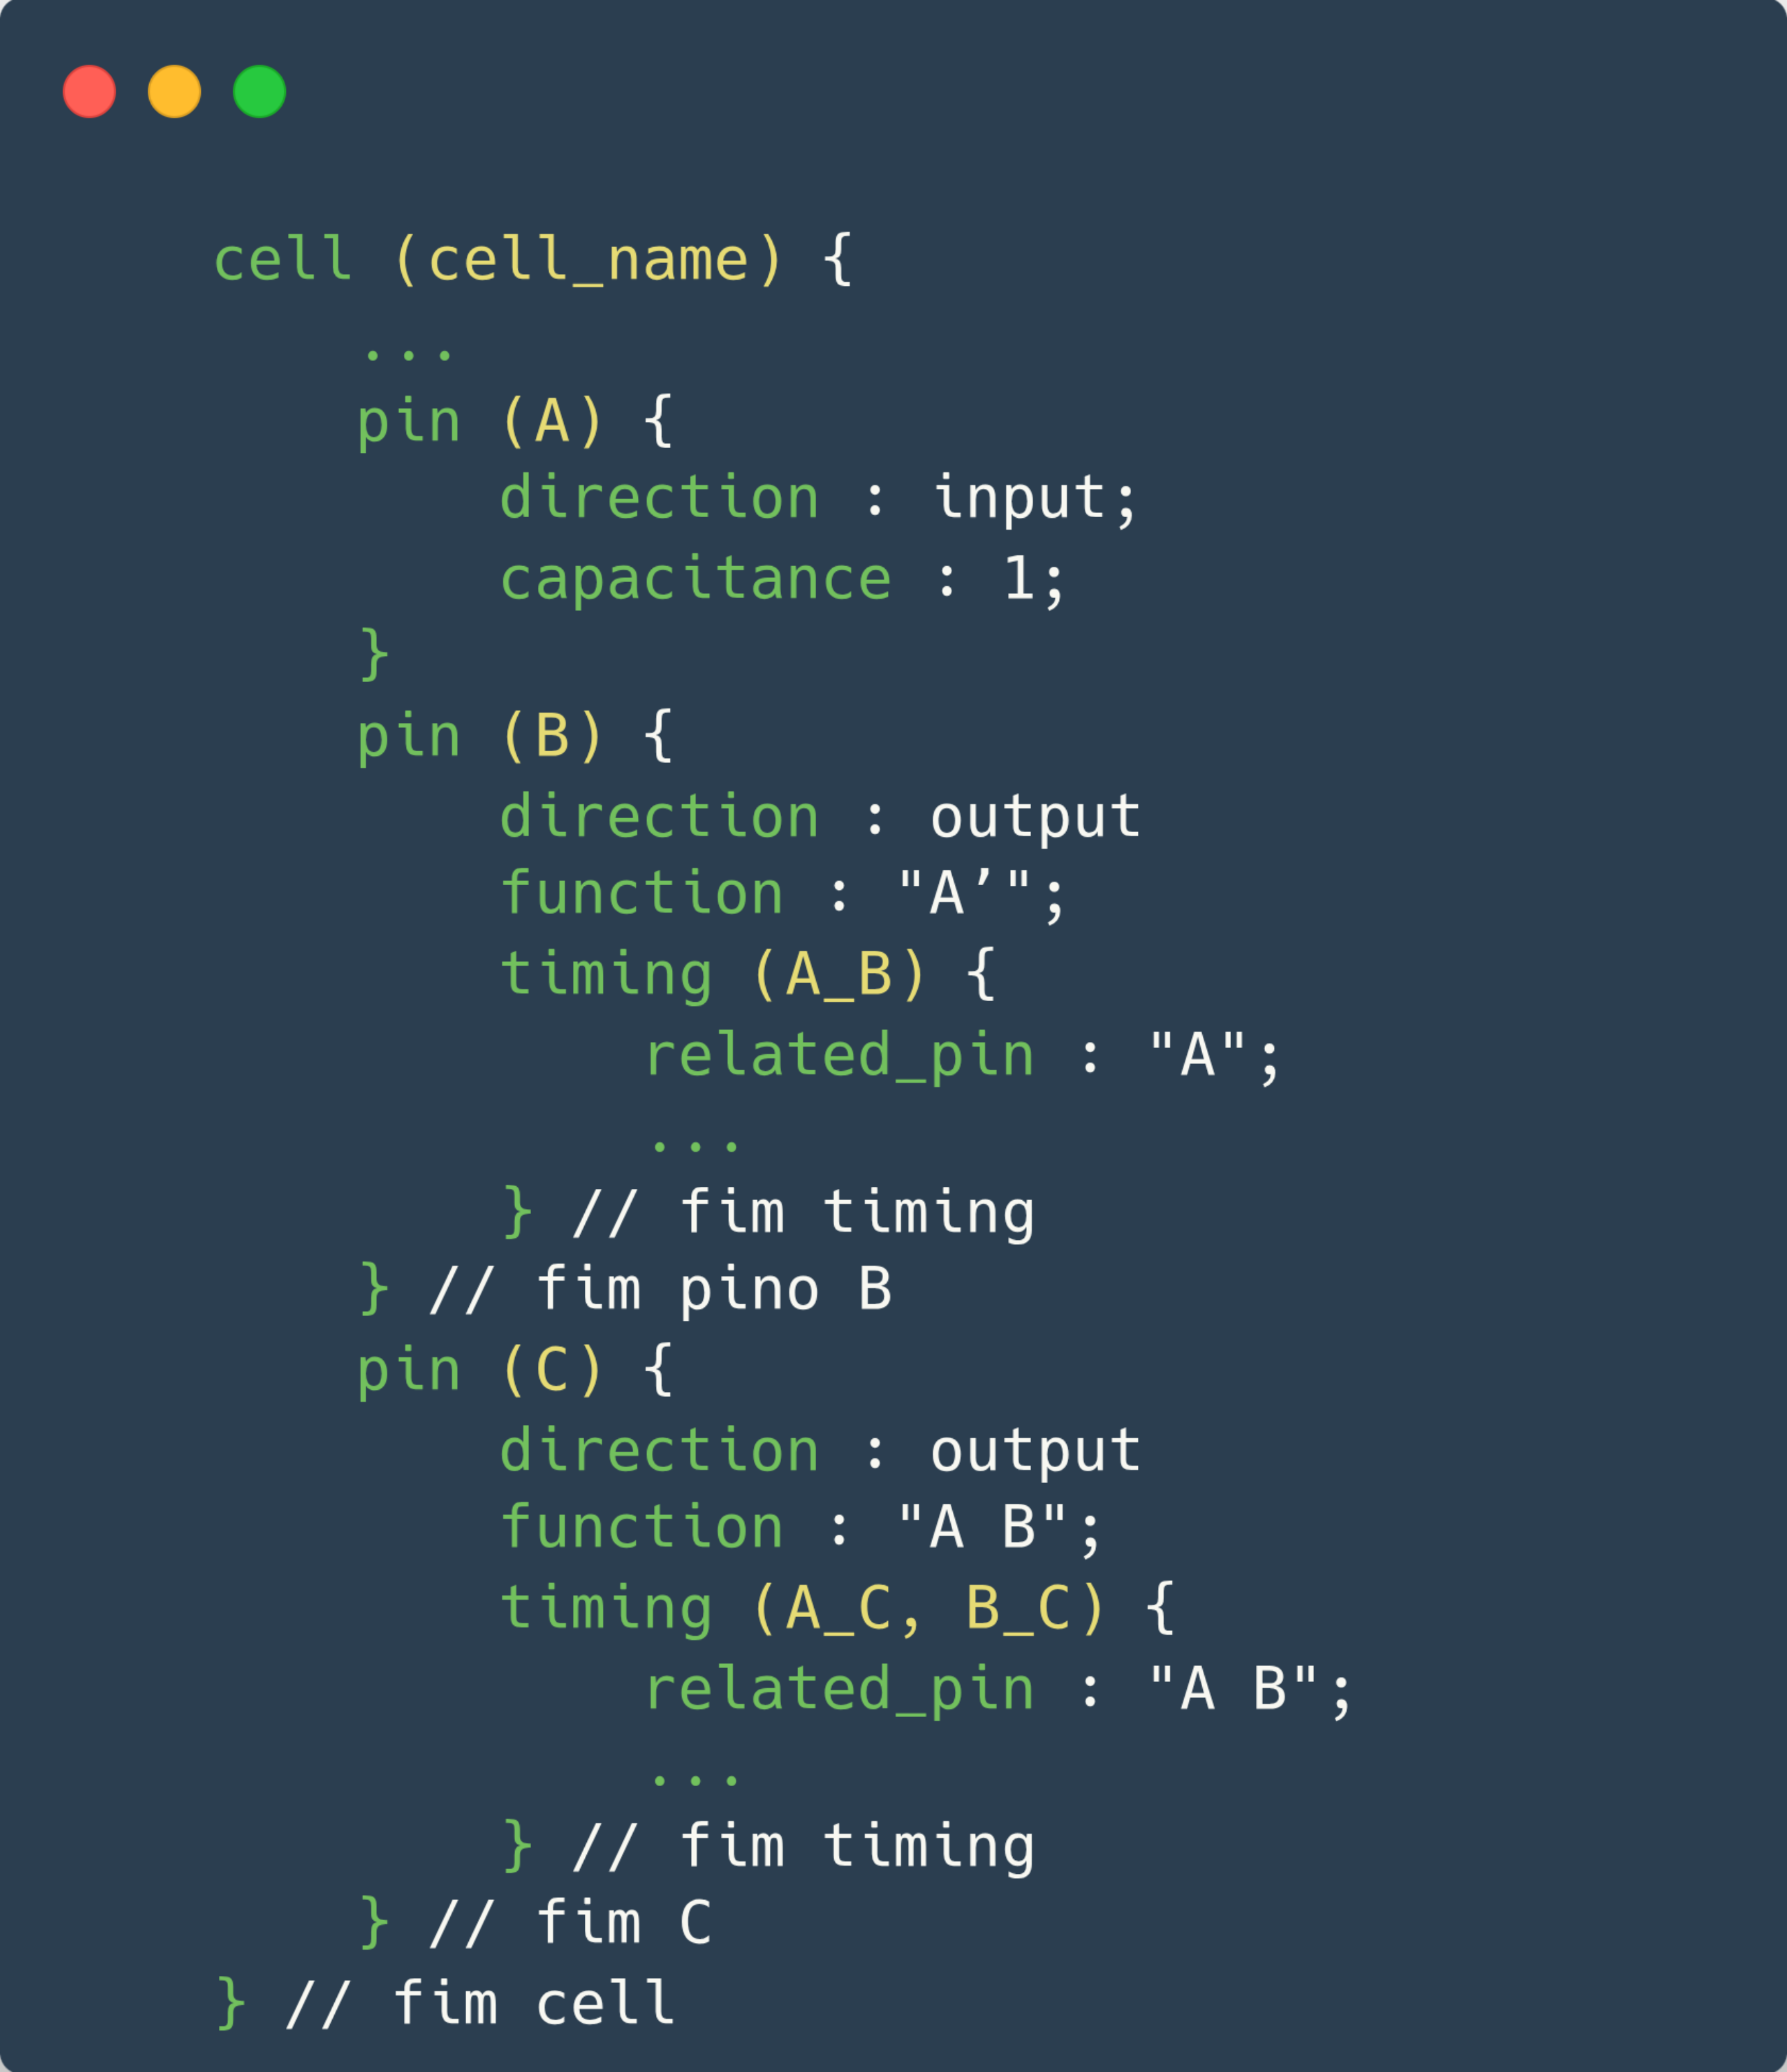 cell (cell_name) {
...
pin (A) {
direction : input;
capacitance : 1;
}
pin (B) {
direction : output
function : "A’";
timing (A_B) {
related_pin : "A";
...
} // fim timing
} // fim pino B
pin (C) {
direction : output
function : "A B";
timing (A_C, B_C) {
related_pin : "A B";
...
} // fim timing
} // fim C
} // fim cell